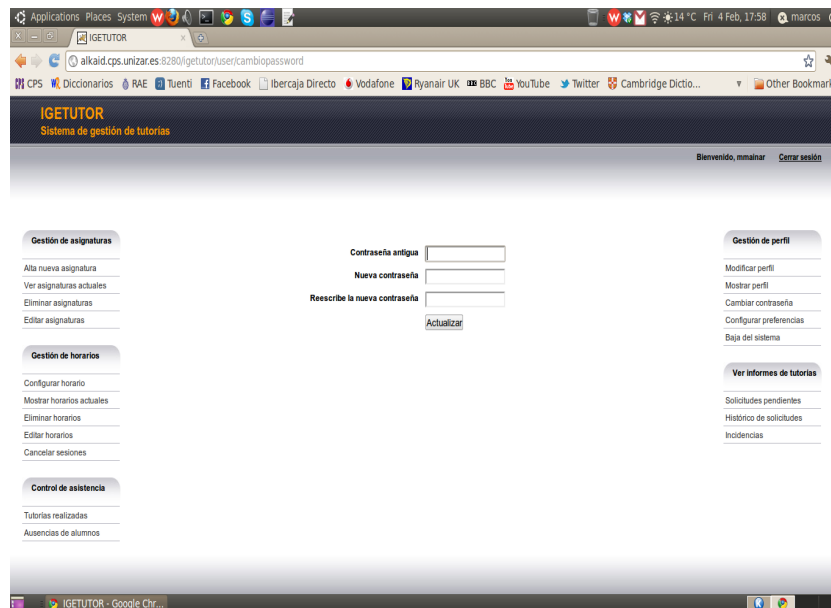 Applications Places System 14 °C Fri 4 Feb, 17:58 marcos
IGETUTOR
alkaid.cps.unizar.es:8280/igetutor/user/cambiopassword
CPS Diccionarios RAE Tuenti Facebook Ibercaja Directo Vodafone Ryanair UK BBC YouTube Twitter Cambridge Dictio... Other Bookmark
IGETUTOR
Sistema de gestión de tutorías
Bienvenido, mmainar Cerrar sesión
Gestión de asignaturas
Alta nueva asignatura
Ver asignaturas actuales
Eliminar asignaturas
Editar asignaturas
Gestión de horarios
Configurar horario
Mostrar horarios actuales
Eliminar horarios
Editar horarios
Cancelar sesiones
Control de asistencia
Tutorías realizadas
Ausencias de alumnos
Contraseña antigua
Nueva contraseña
Reescribe la nueva contraseña
Actualizar
Gestión de perfil
Modificar perfil
Mostrar perfil
Cambiar contraseña
Configurar preferencias
Baja del sistema
Ver informes de tutorías
Solicitudes pendientes
Histórico de solicitudes
Incidencias
IGETUTOR - Google Chr...